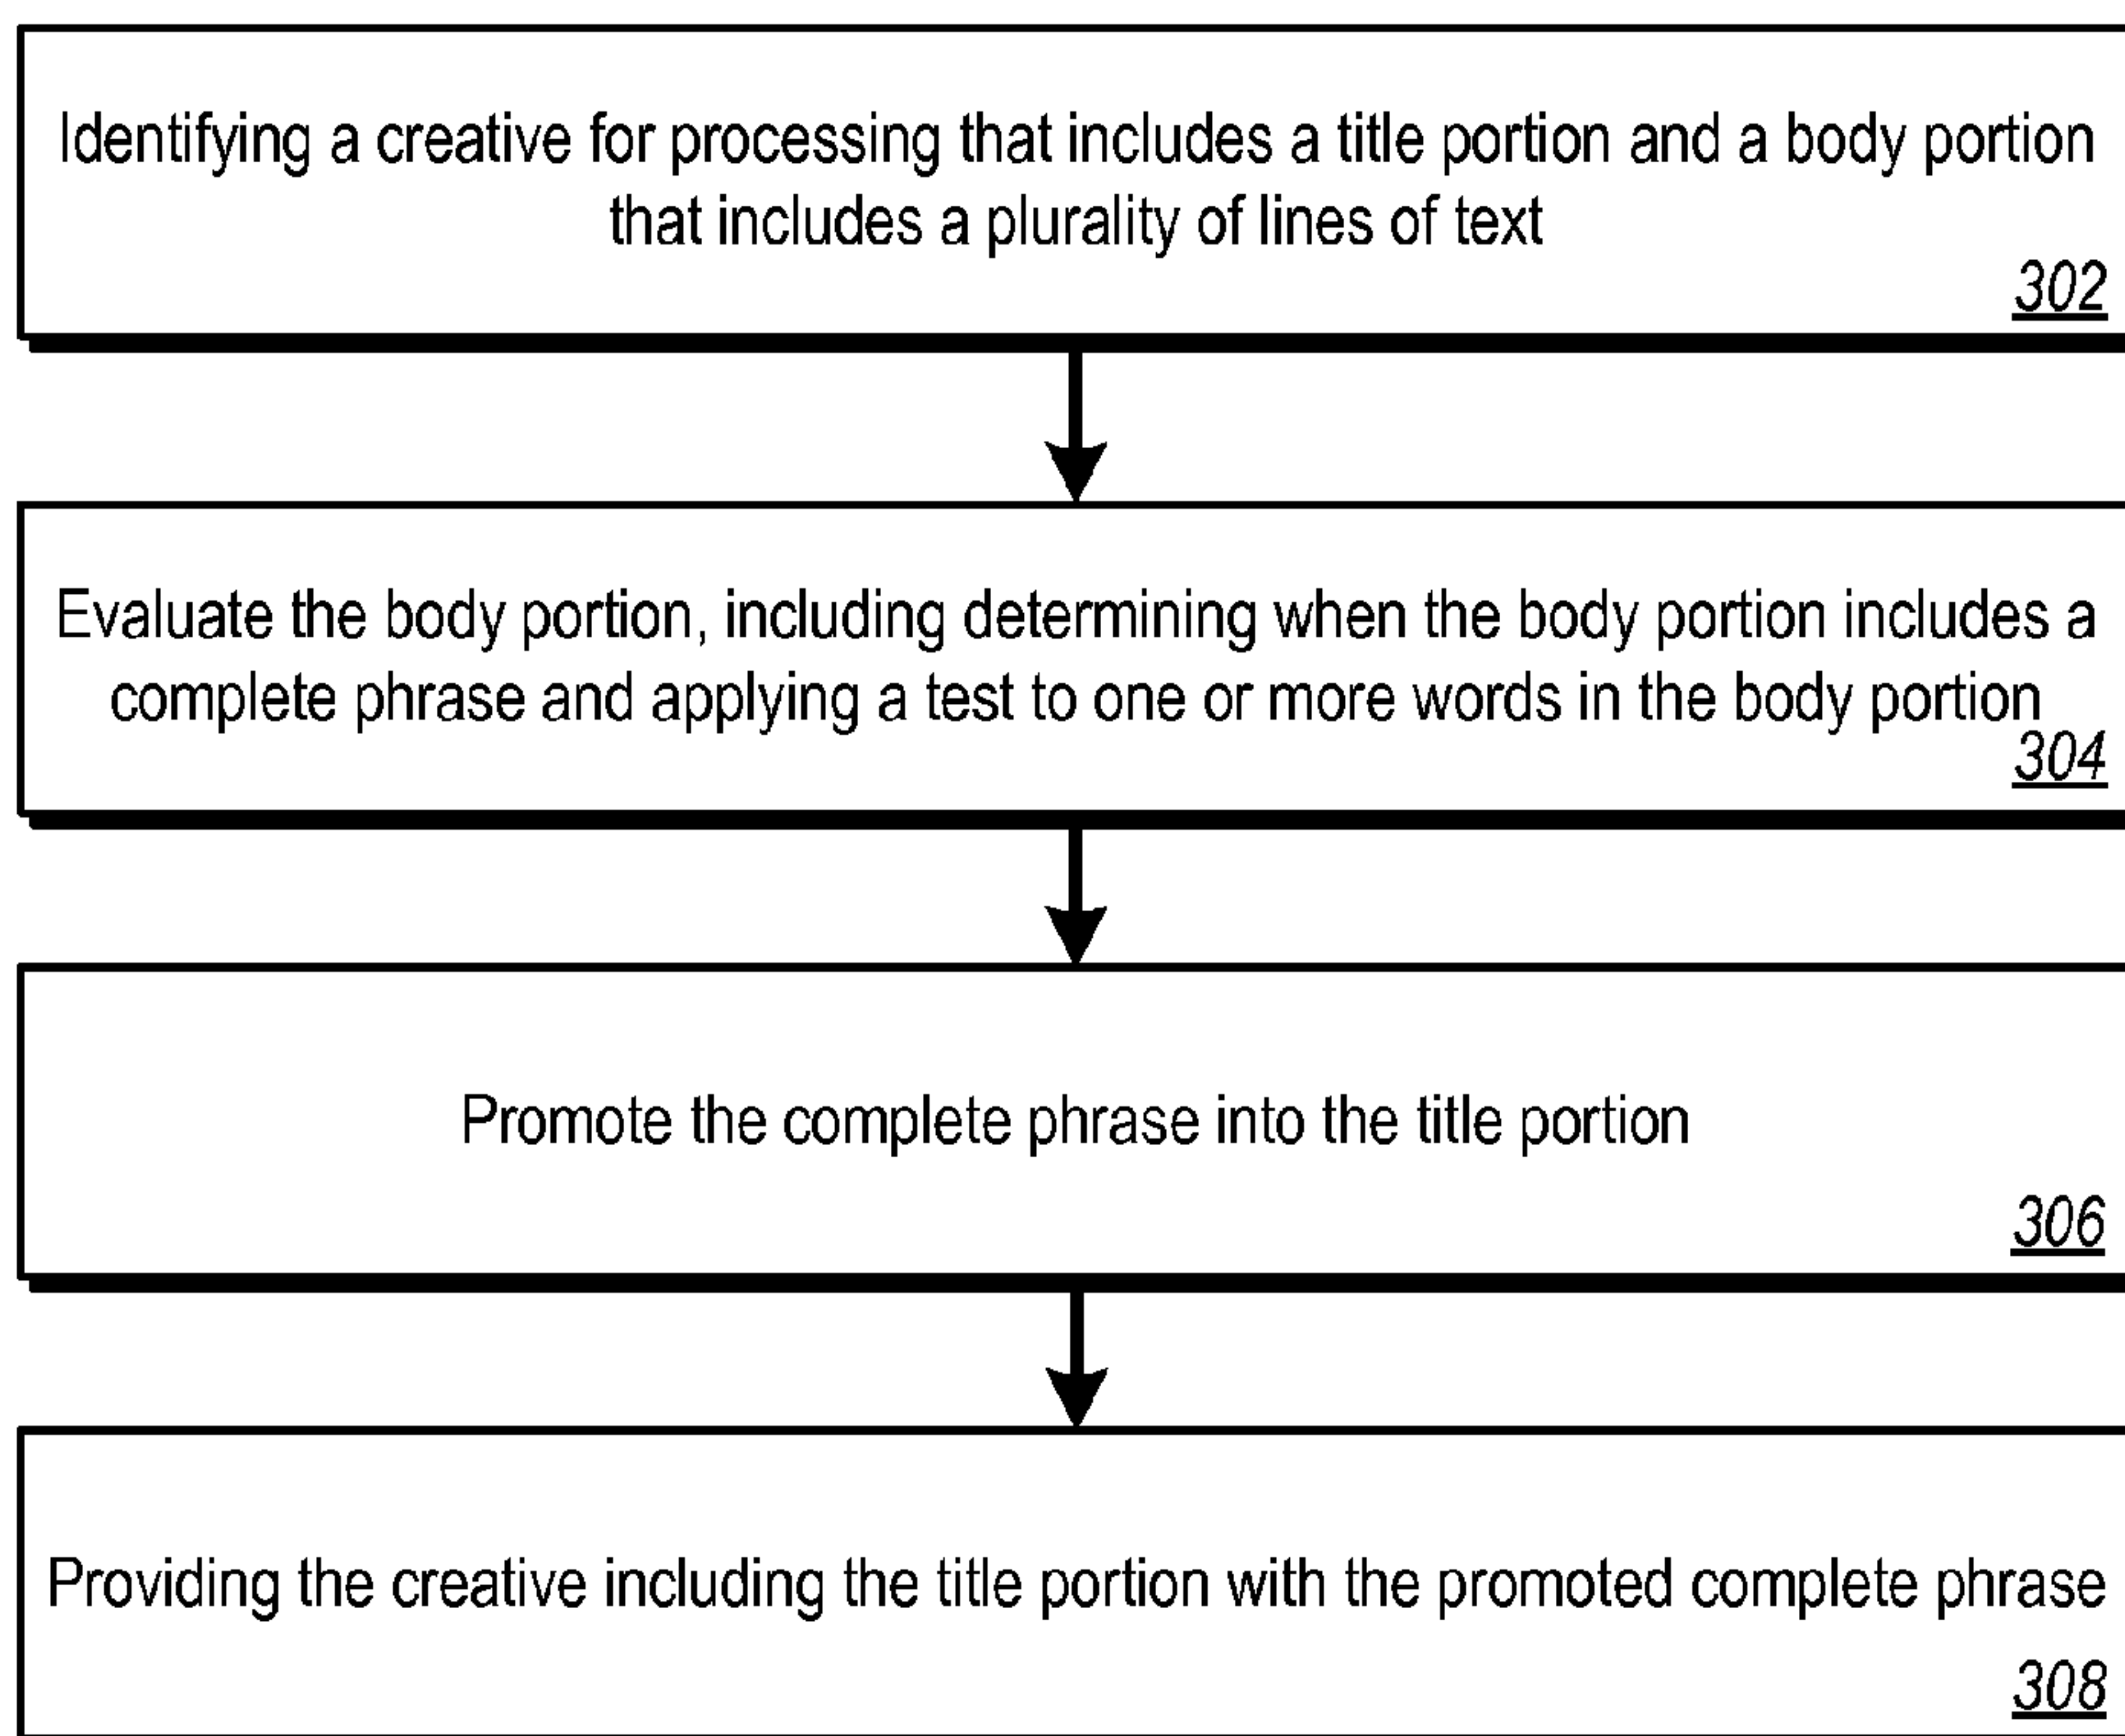 Identifying a creative for processing that includes a title portion and a body portion
that includes a plurality of lines of text
302
Evaluate the body portion, including determining when the body portion includes a
complete phrase and applying a test to one or more words in the body portion
304
Promote the complete phrase into the title portion
306
Providing the creative including the title portion with the promoted complete phrase
308